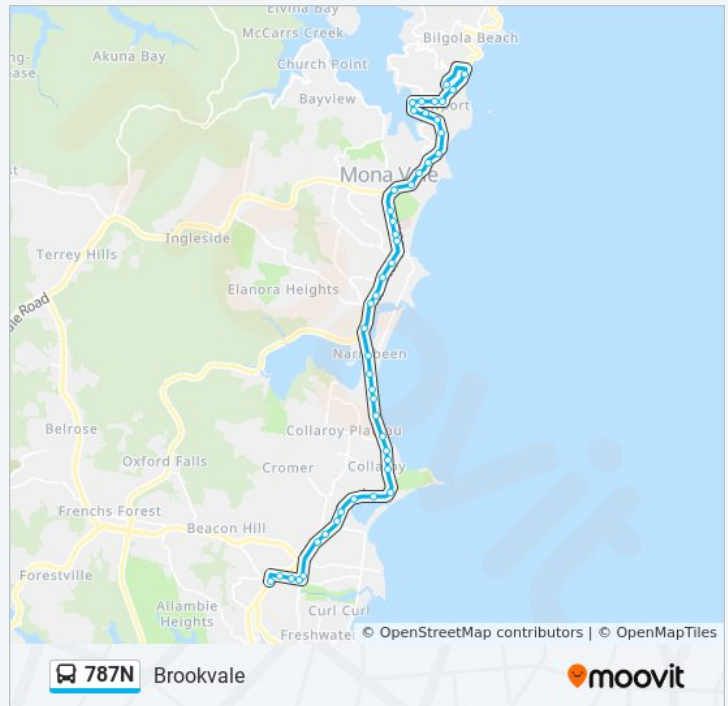 Elvina Bay
McCarrs Creek
Bilgola Beach
Akuna Bay
Church Point
Bayview
Mona Vale
Ingleside
Terrey Hills
Elanora Heights
Narrabeen
Collaroy Plateau
Belrose
Oxford Falls
Cromer
Collaroy
Frenchs Forest
Beacon Hill
Forestville
Allambie
Heights
Curl Curl
Freshwater
© OpenStreetMap contributors | © OpenMapTiles
787N Brookvale
moovit